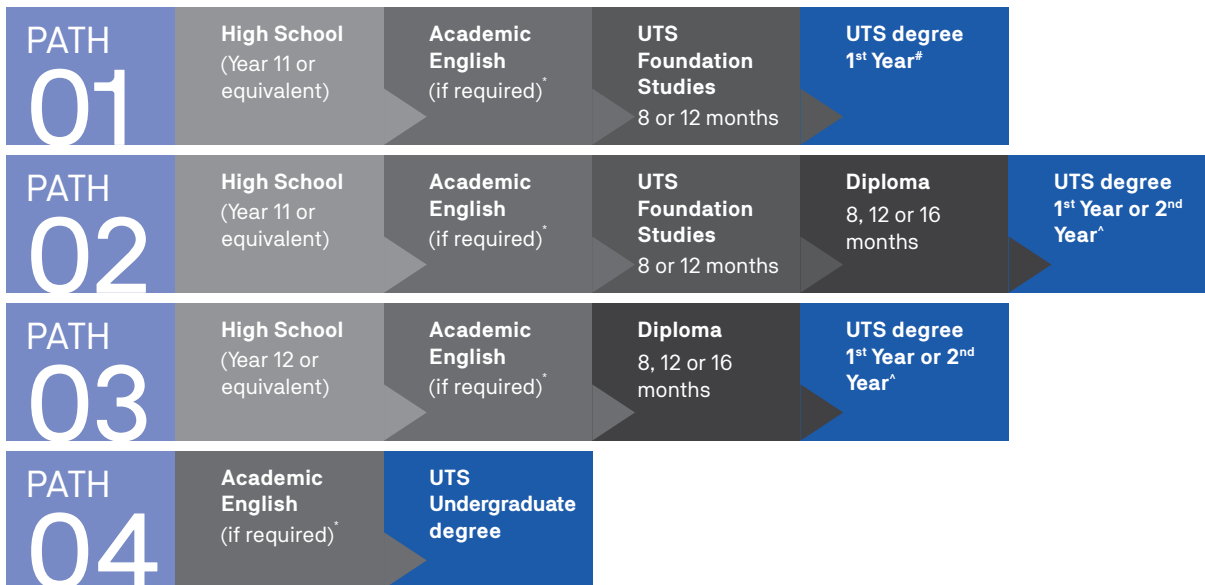 PATH
01
High School
(Year 11 or
equivalent)
Academic
English
(if required)*
UTS
Foundation
Studies
8 or 12 months
UTS degree
1st Year#
PATH
02
High School
(Year 11 or
equivalent)
Academic
English
(if required)*
UTS
Foundation
Studies
8 or 12 months
Diploma
8, 12 or 16
months
UTS degree
1st Year or 2nd
Year^
PATH
03
High School
(Year 12 or
equivalent)
Academic
English
(if required)*
Diploma
8, 12 or 16
months
UTS degree
1st Year or 2nd
Year^
PATH
04
Academic
English
(if required)*
UTS
Undergraduate
degree